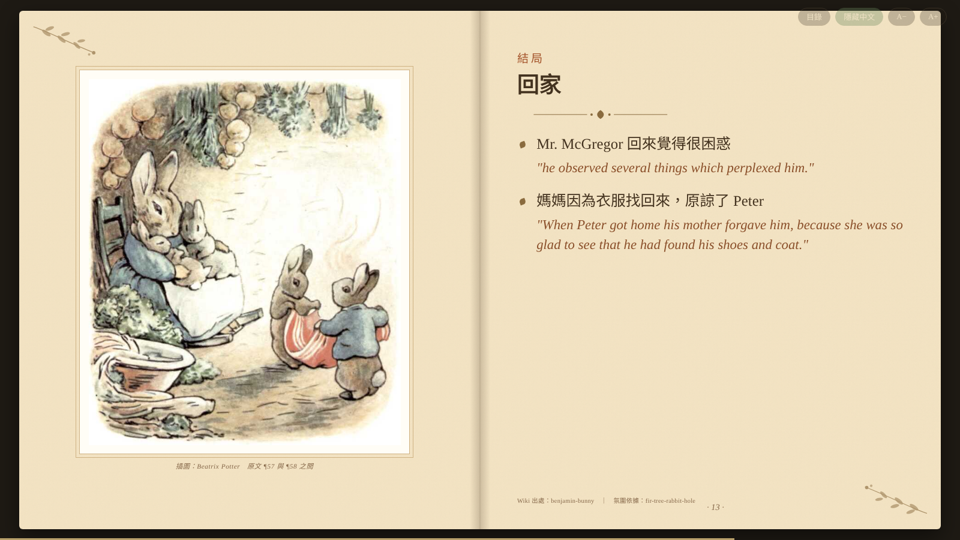 目錄 隱藏中文 A− A+
結局
回家
Mr. McGregor 回來覺得很困惑
"he observed several things which perplexed him."
媽媽因為衣服找回來，原諒了 Peter
"When Peter got home his mother forgave him, because she was so
glad to see that he had found his shoes and coat."
插圖：Beatrix Potter 原文 ¶57 與 ¶58 之間
Wiki 出處：benjamin-bunny | 氛圍依據：fir-tree-rabbit-hole
· 13 ·